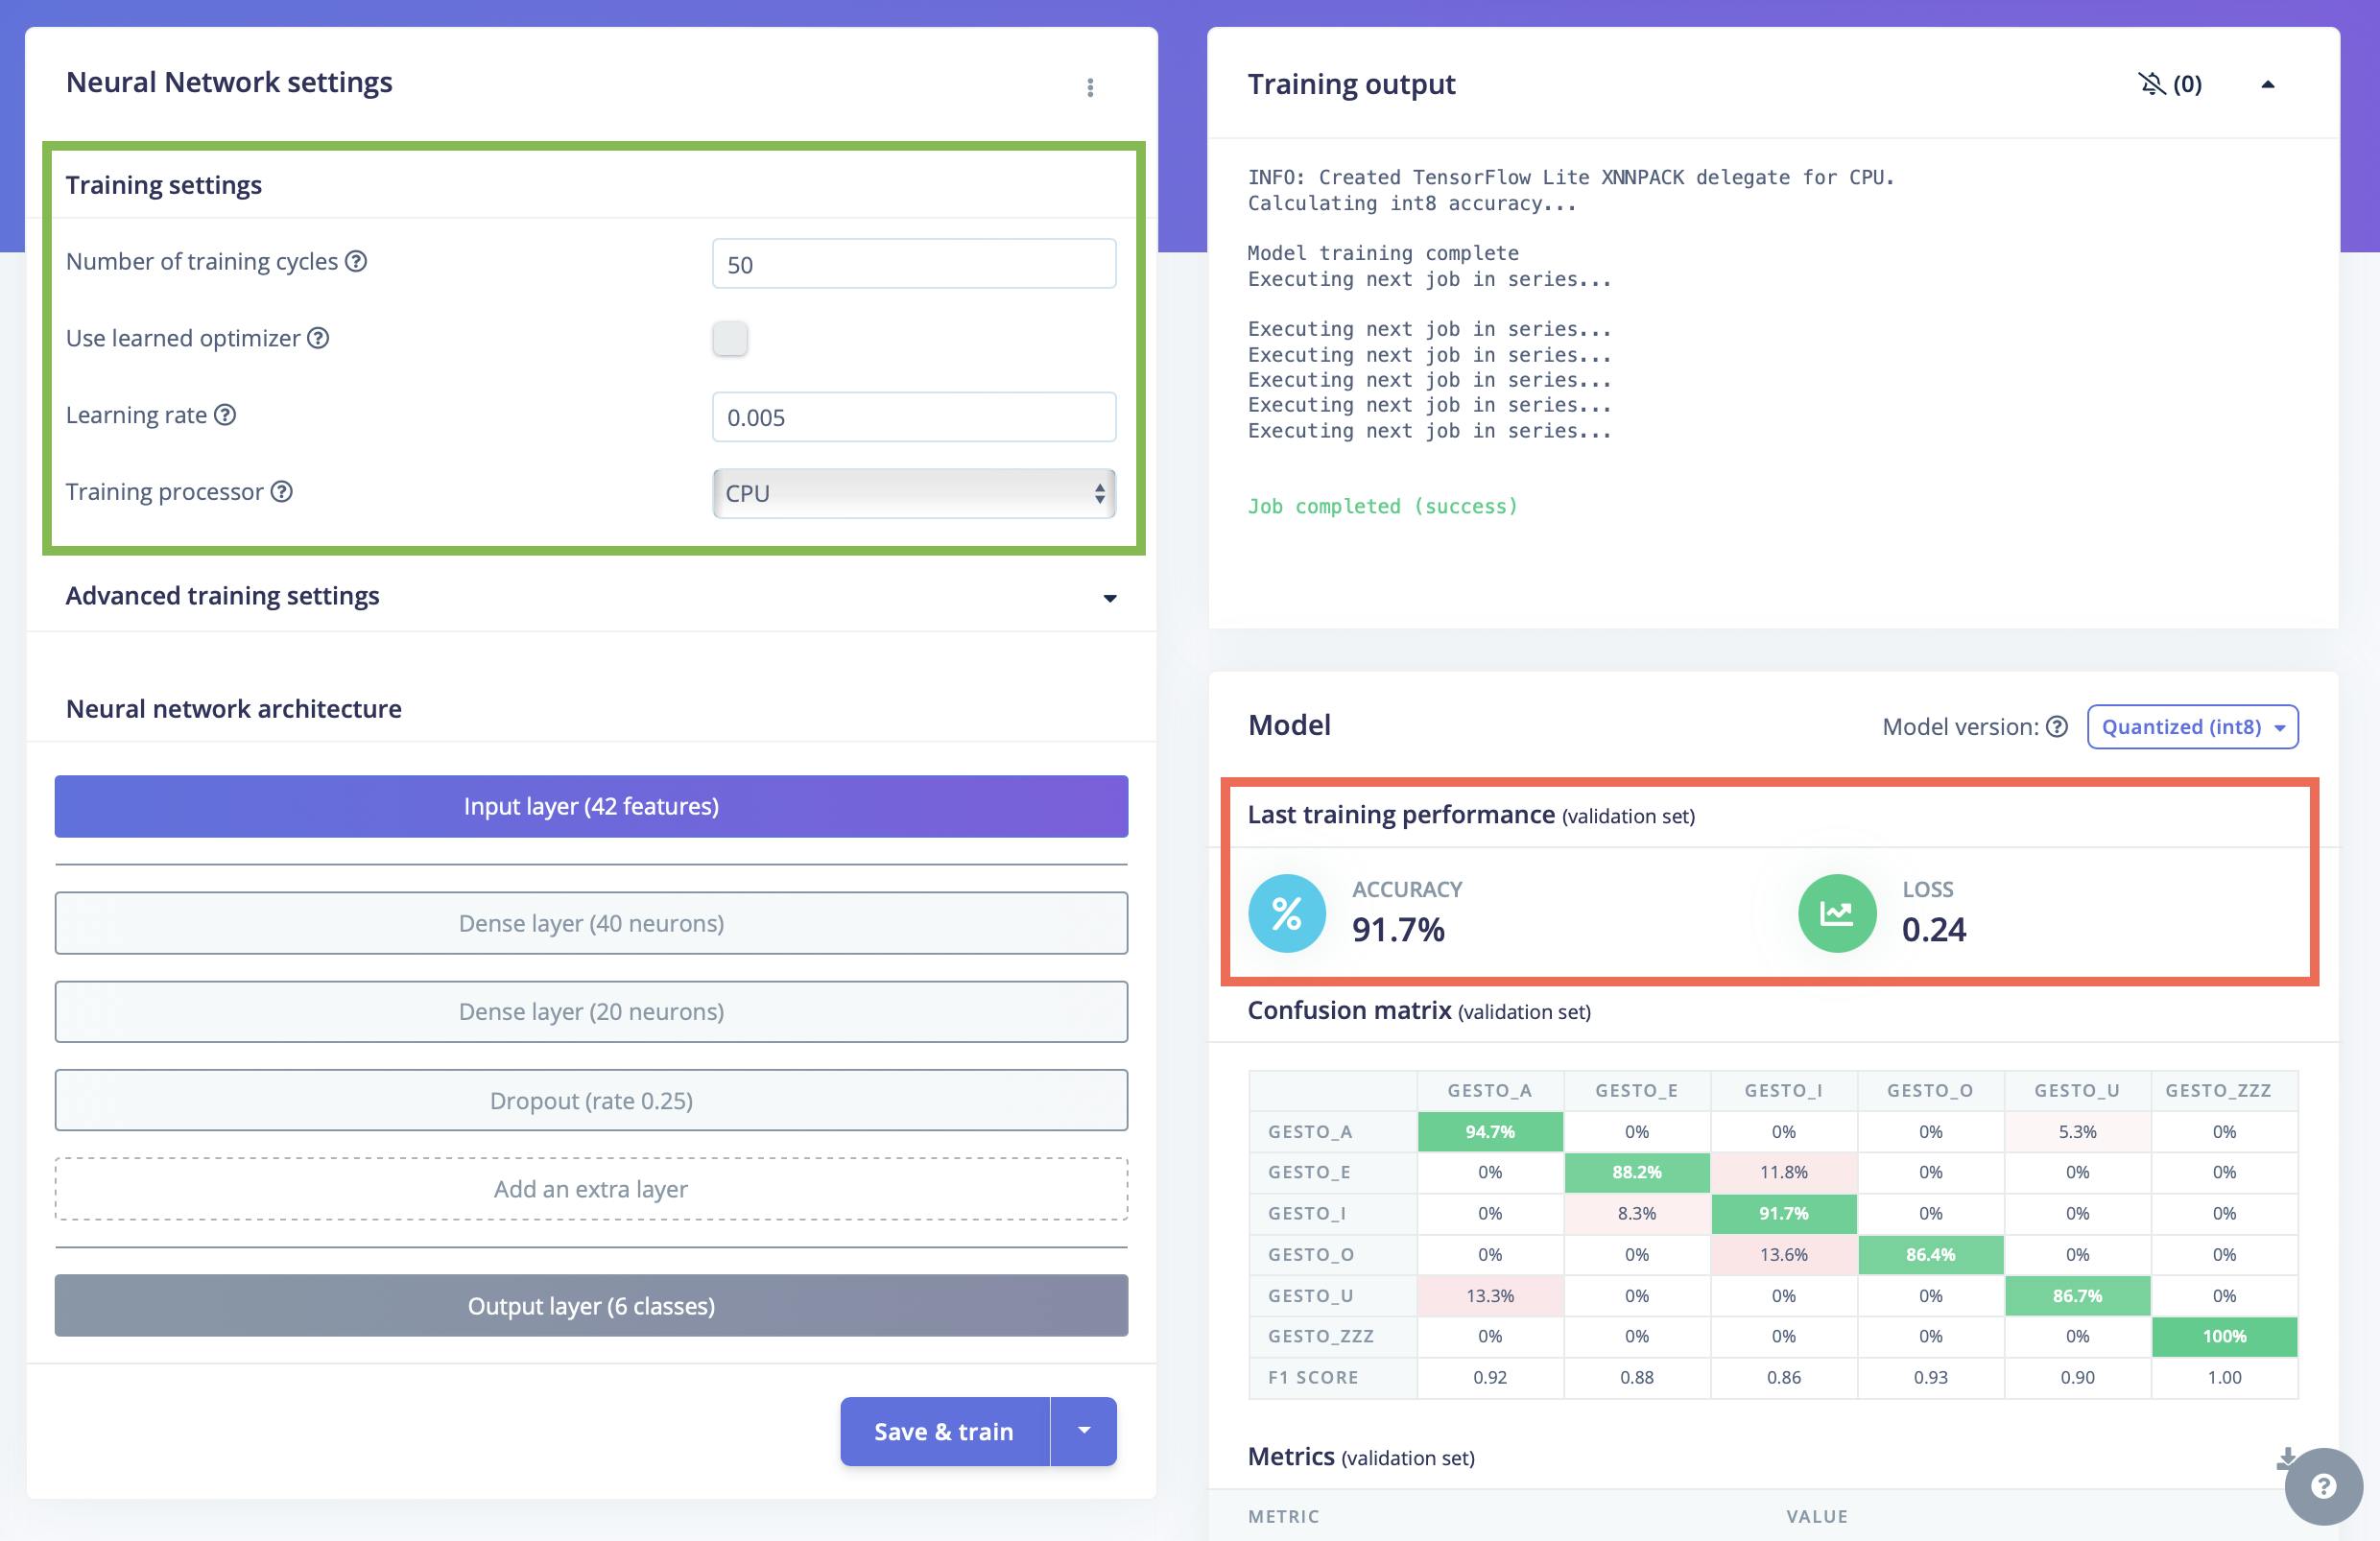 Neural Network settings
Training settings
Number of training cycles
50
Use learned optimizer
Learning rate
0.005
Training processor
CPU
Advanced training settings
Neural network architecture
Input layer (42 features)
Dense layer (40 neurons)
Dense layer (20 neurons)
Dropout (rate 0.25)
Add an extra layer
Output layer (6 classes)
Save & train
Training output
(0)
INFO: Created TensorFlow Lite XNNPACK delegate for CPU.
Calculating int8 accuracy...
Model training complete
Executing next job in series...
Executing next job in series...
Executing next job in series...
Executing next job in series...
Executing next job in series...
Executing next job in series...
Job completed (success)
Model
Model version: Quantized (int8)
Last training performance (validation set)
%
ACCURACY
91.7%
LOSS
0.24
Confusion matrix (validation set)
GESTO_A GESTO_E GESTO_I GESTO_O GESTO_U GESTO_ZZZ
GESTO_A 94.7% 0% 0% 0% 5.3% 0%
GESTO_E 0% 88.2% 11.8% 0% 0% 0%
GESTO_I 0% 8.3% 91.7% 0% 0% 0%
GESTO_O 0% 0% 13.6% 86.4% 0% 0%
GESTO_U 13.3% 0% 0% 0% 86.7% 0%
GESTO_ZZZ 0% 0% 0% 0% 0% 100%
F1 SCORE 0.92 0.88 0.86 0.93 0.90 1.00
Metrics (validation set)
METRIC VALUE